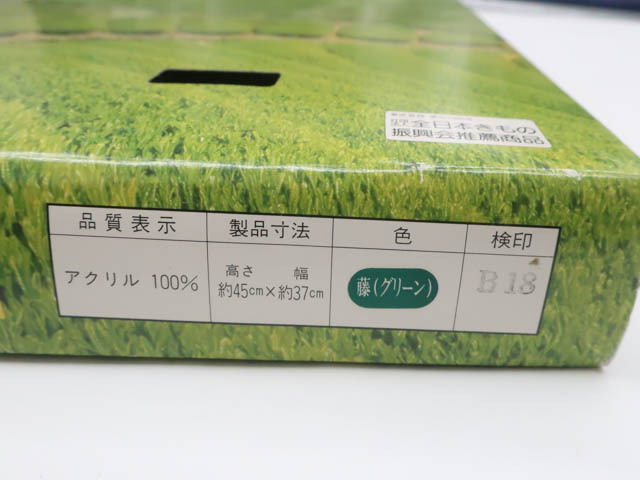 全日本きもの
振興会推薦商品
品質表示 製品寸法 色 検印
アクリル 100% 高さ 幅 藤(グリーン) B18
約45cm×約37cm